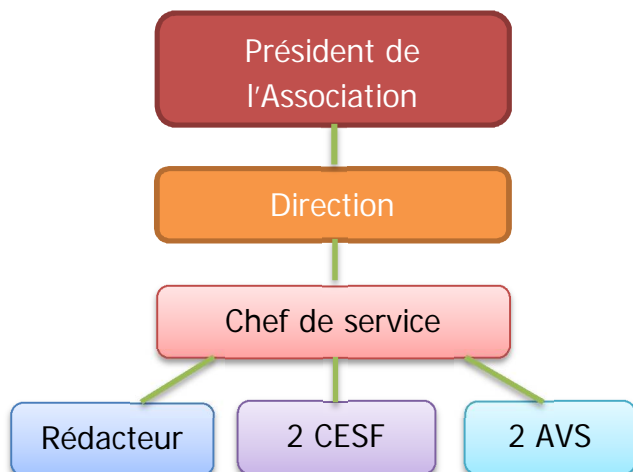 Président de
l'Association
Direction
Chef de service
Rédacteur
2 CESF
2 AVS